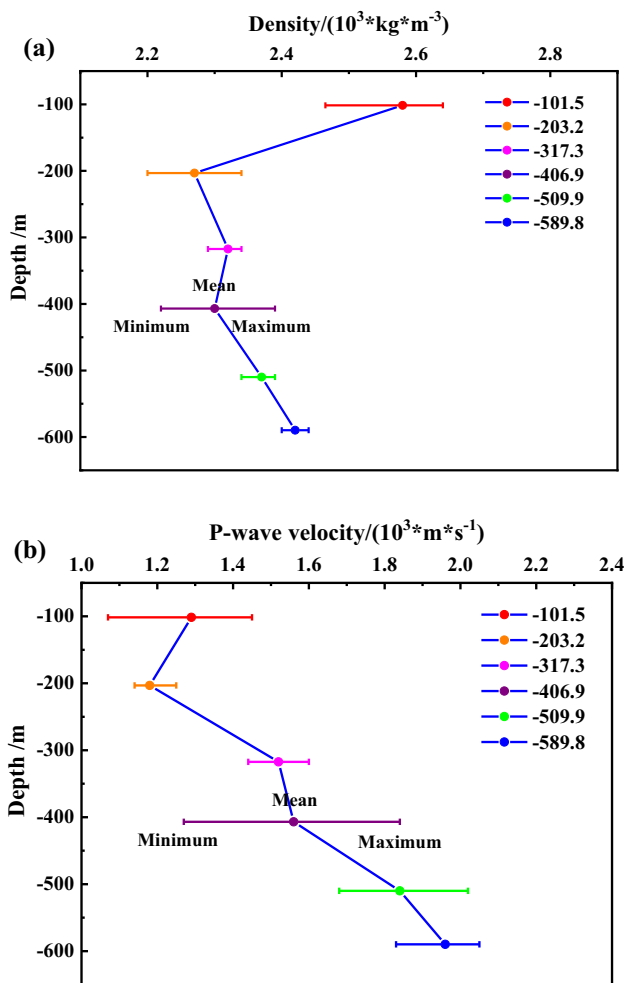 Density/(10³*kg*m⁻³)
(a)
2.2 2.4 2.6 2.8
-100
-200
-300
-400
-500
-600
Depth /m
-101.5
-203.2
-317.3
-406.9
-509.9
-589.8
Mean
Minimum Maximum
P-wave velocity/(10³*m*s⁻¹)
(b)
1.0 1.2 1.4 1.6 1.8 2.0 2.2 2.4
-100
-200
-300
-400
-500
-600
Depth /m
-101.5
-203.2
-317.3
-406.9
-509.9
-589.8
Mean
Minimum Maximum